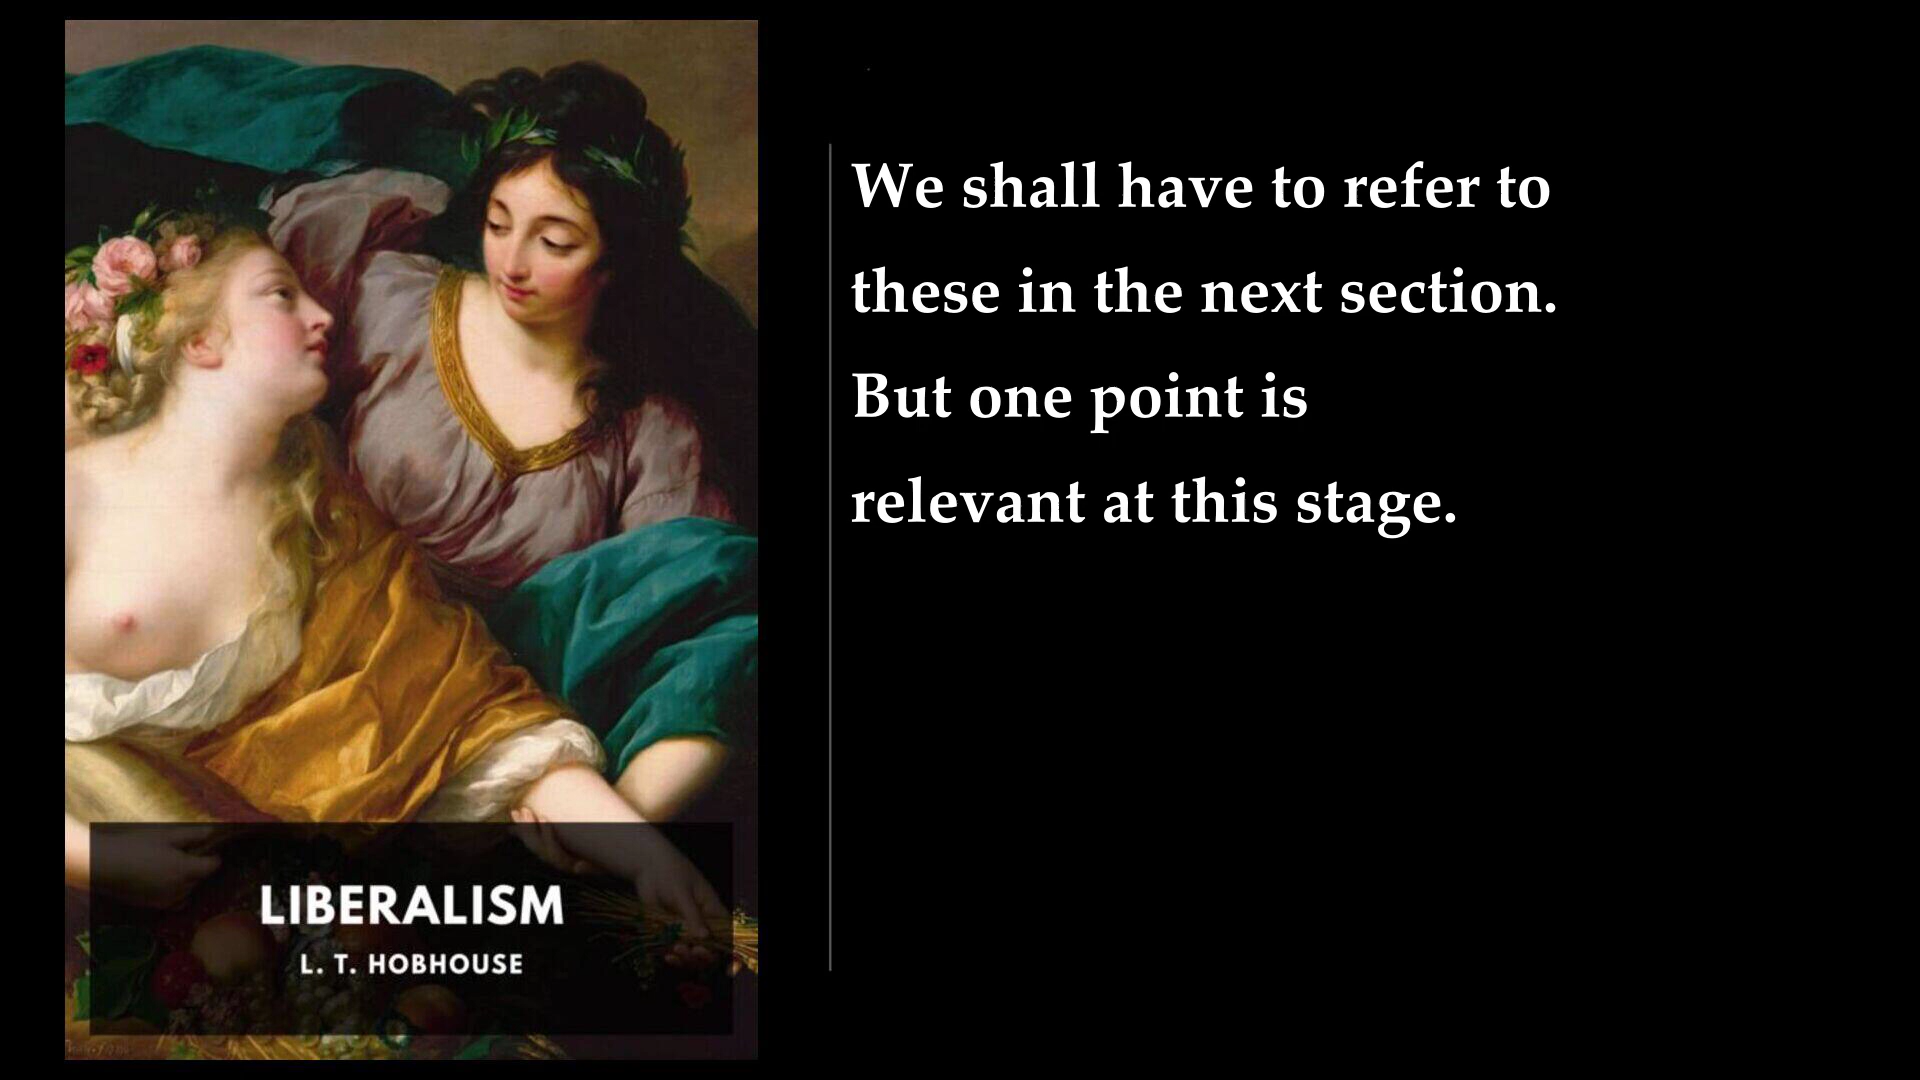 We shall have to refer to
these in the next section.
But one point is
relevant at this stage.
LIBERALISM
L. T. HOBHOUSE